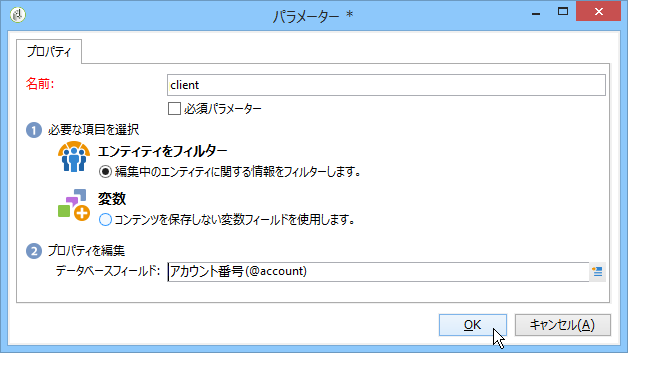 パラメーター *
プロパティ
名前:
client
必須パラメーター
1 必要な項目を選択
エンティティをフィルター
編集中のエンティティに関する情報をフィルターします。
変数
コンテンツを保存しない変数フィールドを使用します。
2 プロパティを編集
データベースフィールド: アカウント番号(@account)
OK キャンセル(A)